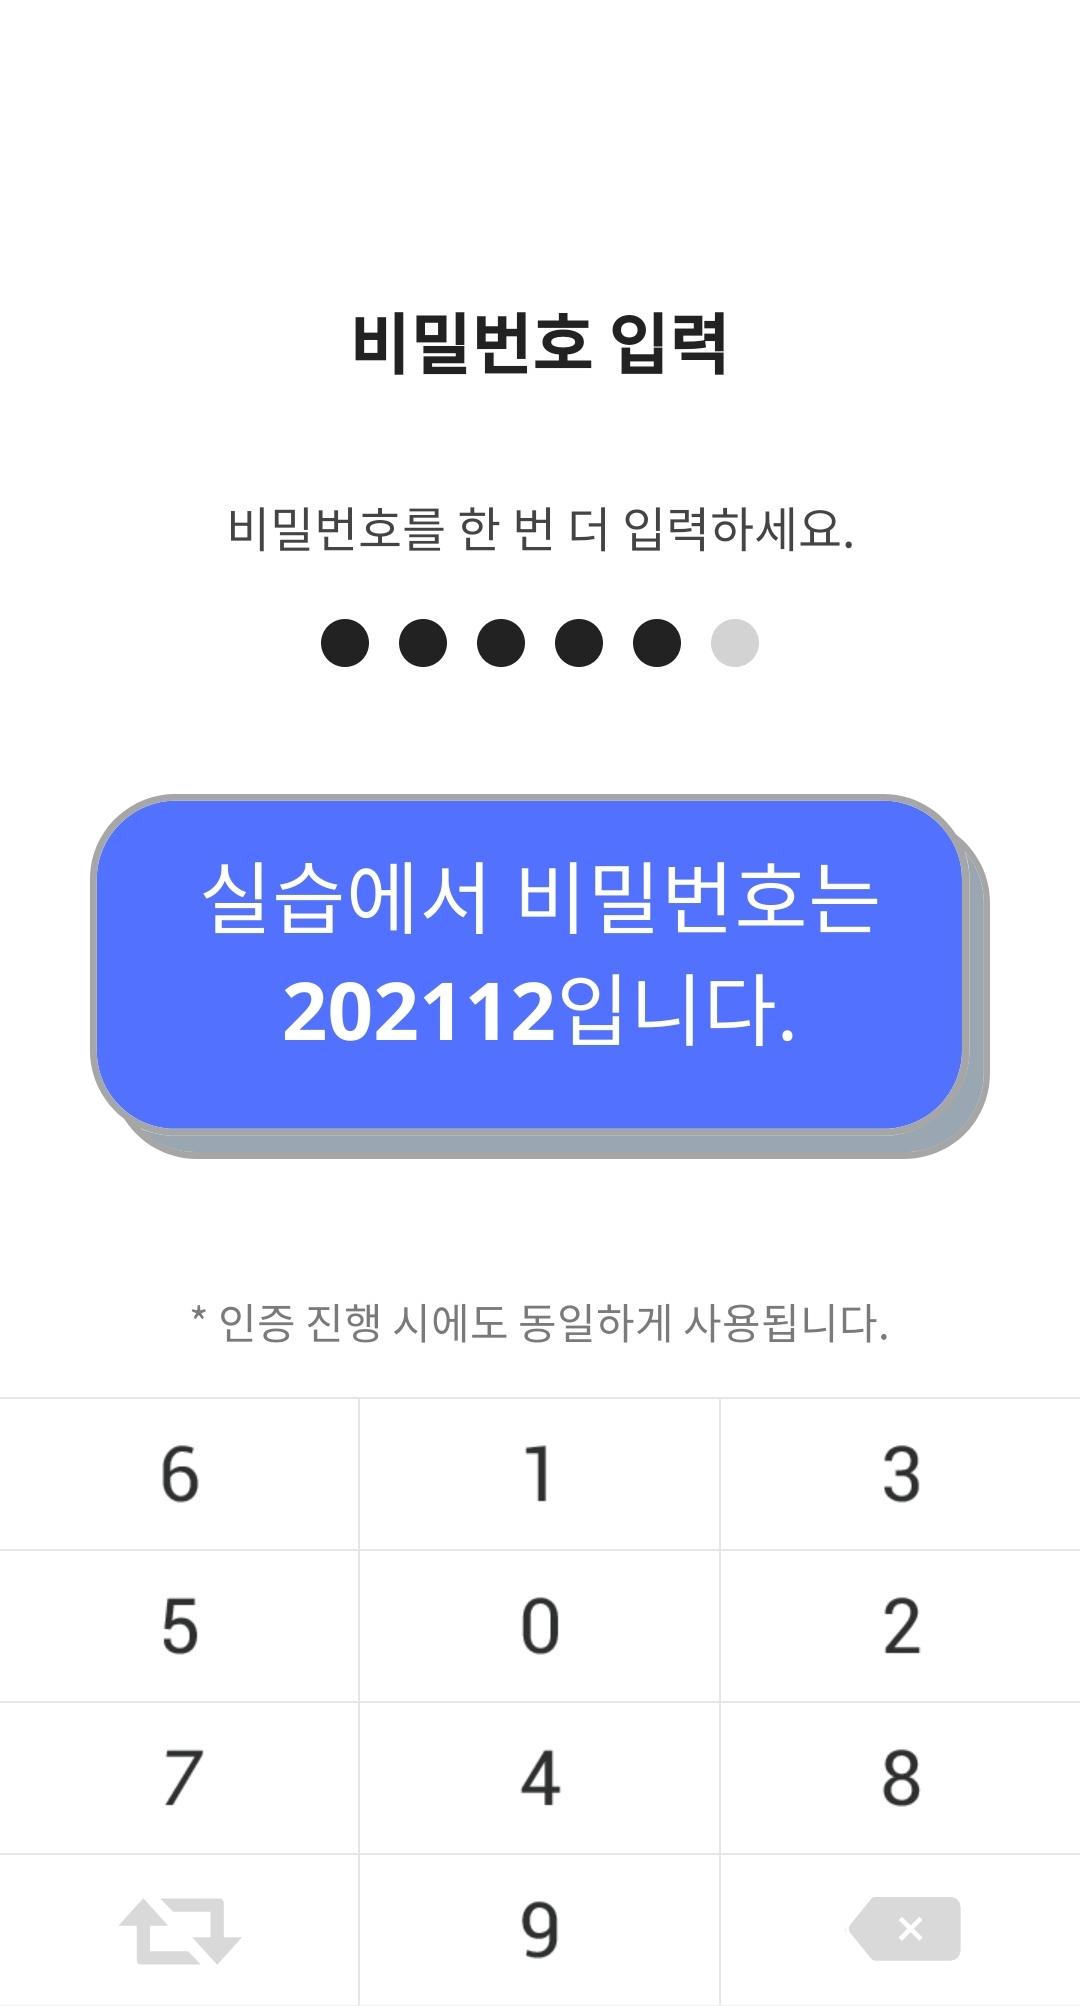 비밀번호 입력
비밀번호를 한 번 더 입력하세요.
실습에서 비밀번호는
202112입니다.
* 인증 진행 시에도 동일하게 사용됩니다.
6 1 3
5 0 2
7 4 8
9